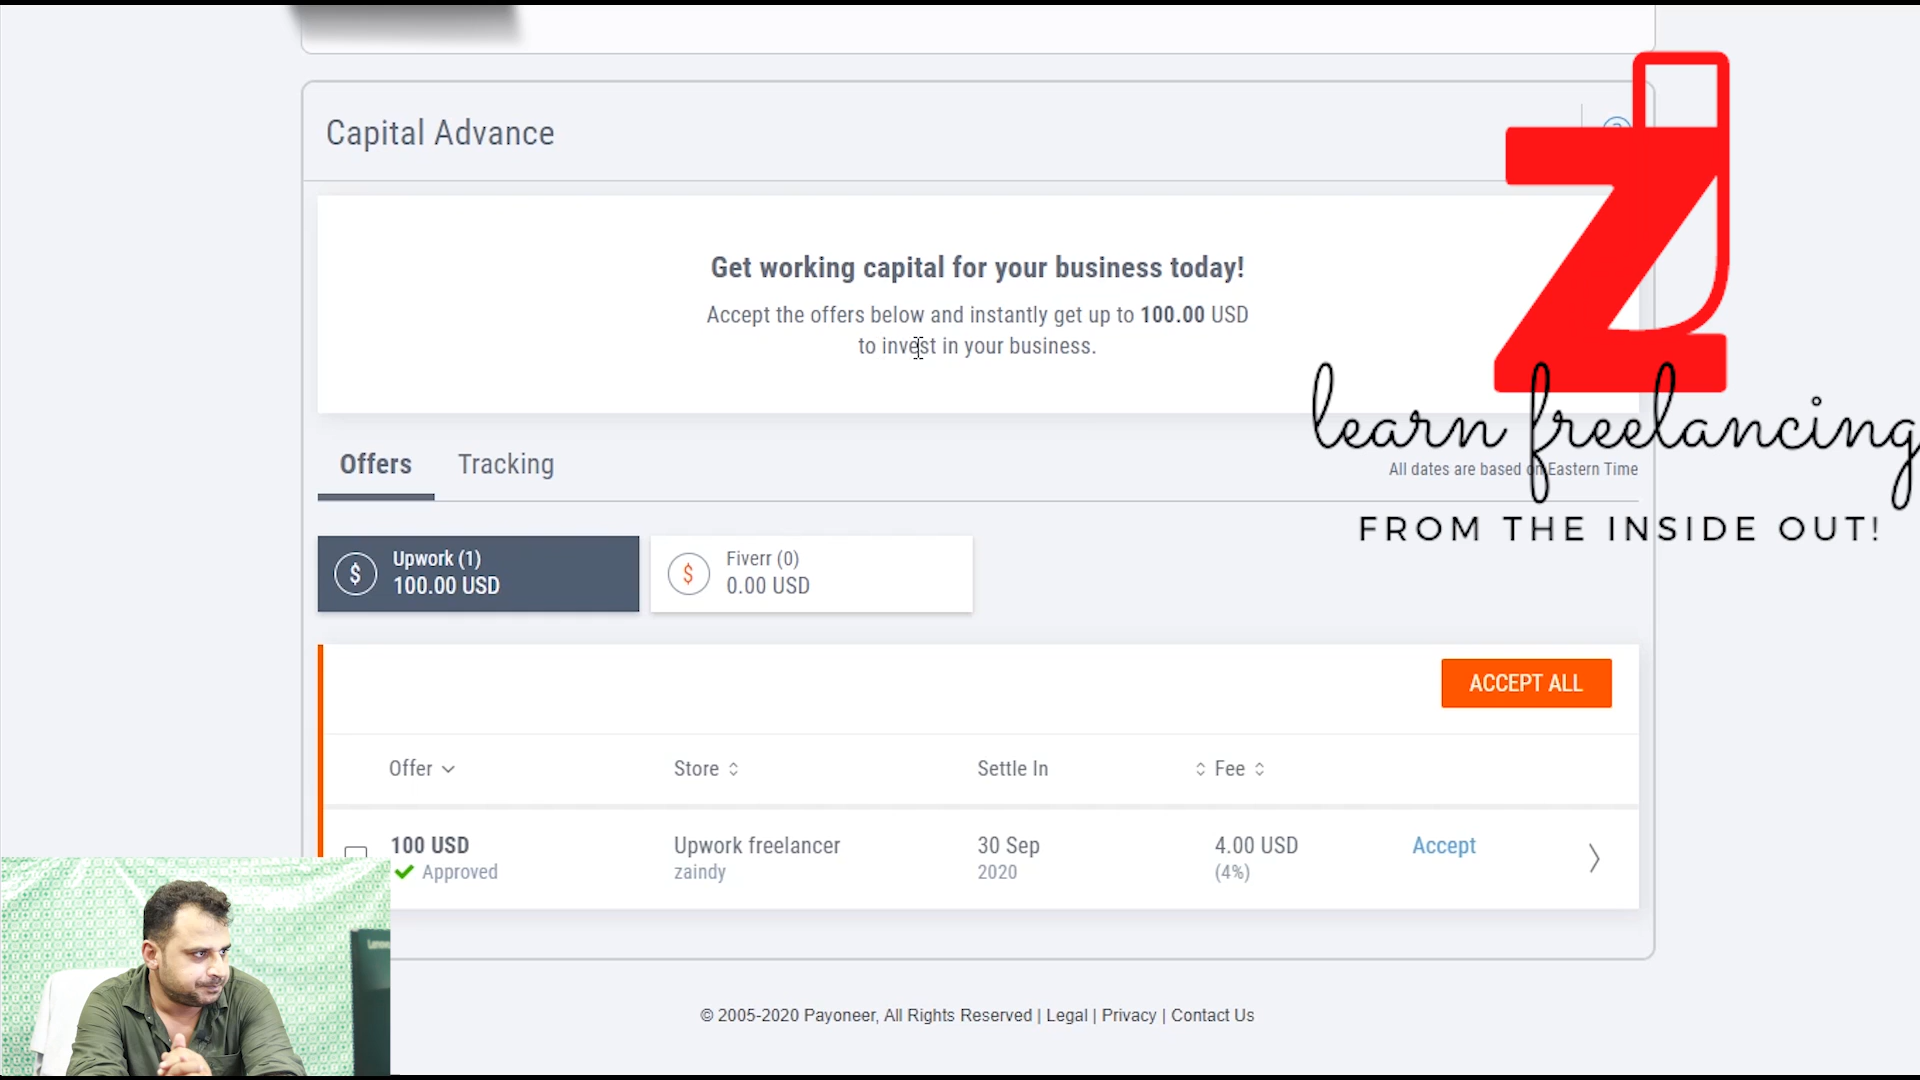 Capital Advance
Get working capital for your business today!
Accept the offers below and instantly get up to 100.00 USD
to invest in your business.
Z
learn freelancing
FROM THE INSIDE OUT!
Offers
Tracking
All dates are based on Eastern Time
Upwork (1)
100.00 USD
Fiverr (0)
0.00 USD
ACCEPT ALL
Offer
Store
Settle In
Fee
100 USD
Approved
Upwork freelancer
zaindy
30 Sep
2020
4.00 USD
(4%)
Accept
© 2005-2020 Payoneer, All Rights Reserved | Legal | Privacy | Contact Us